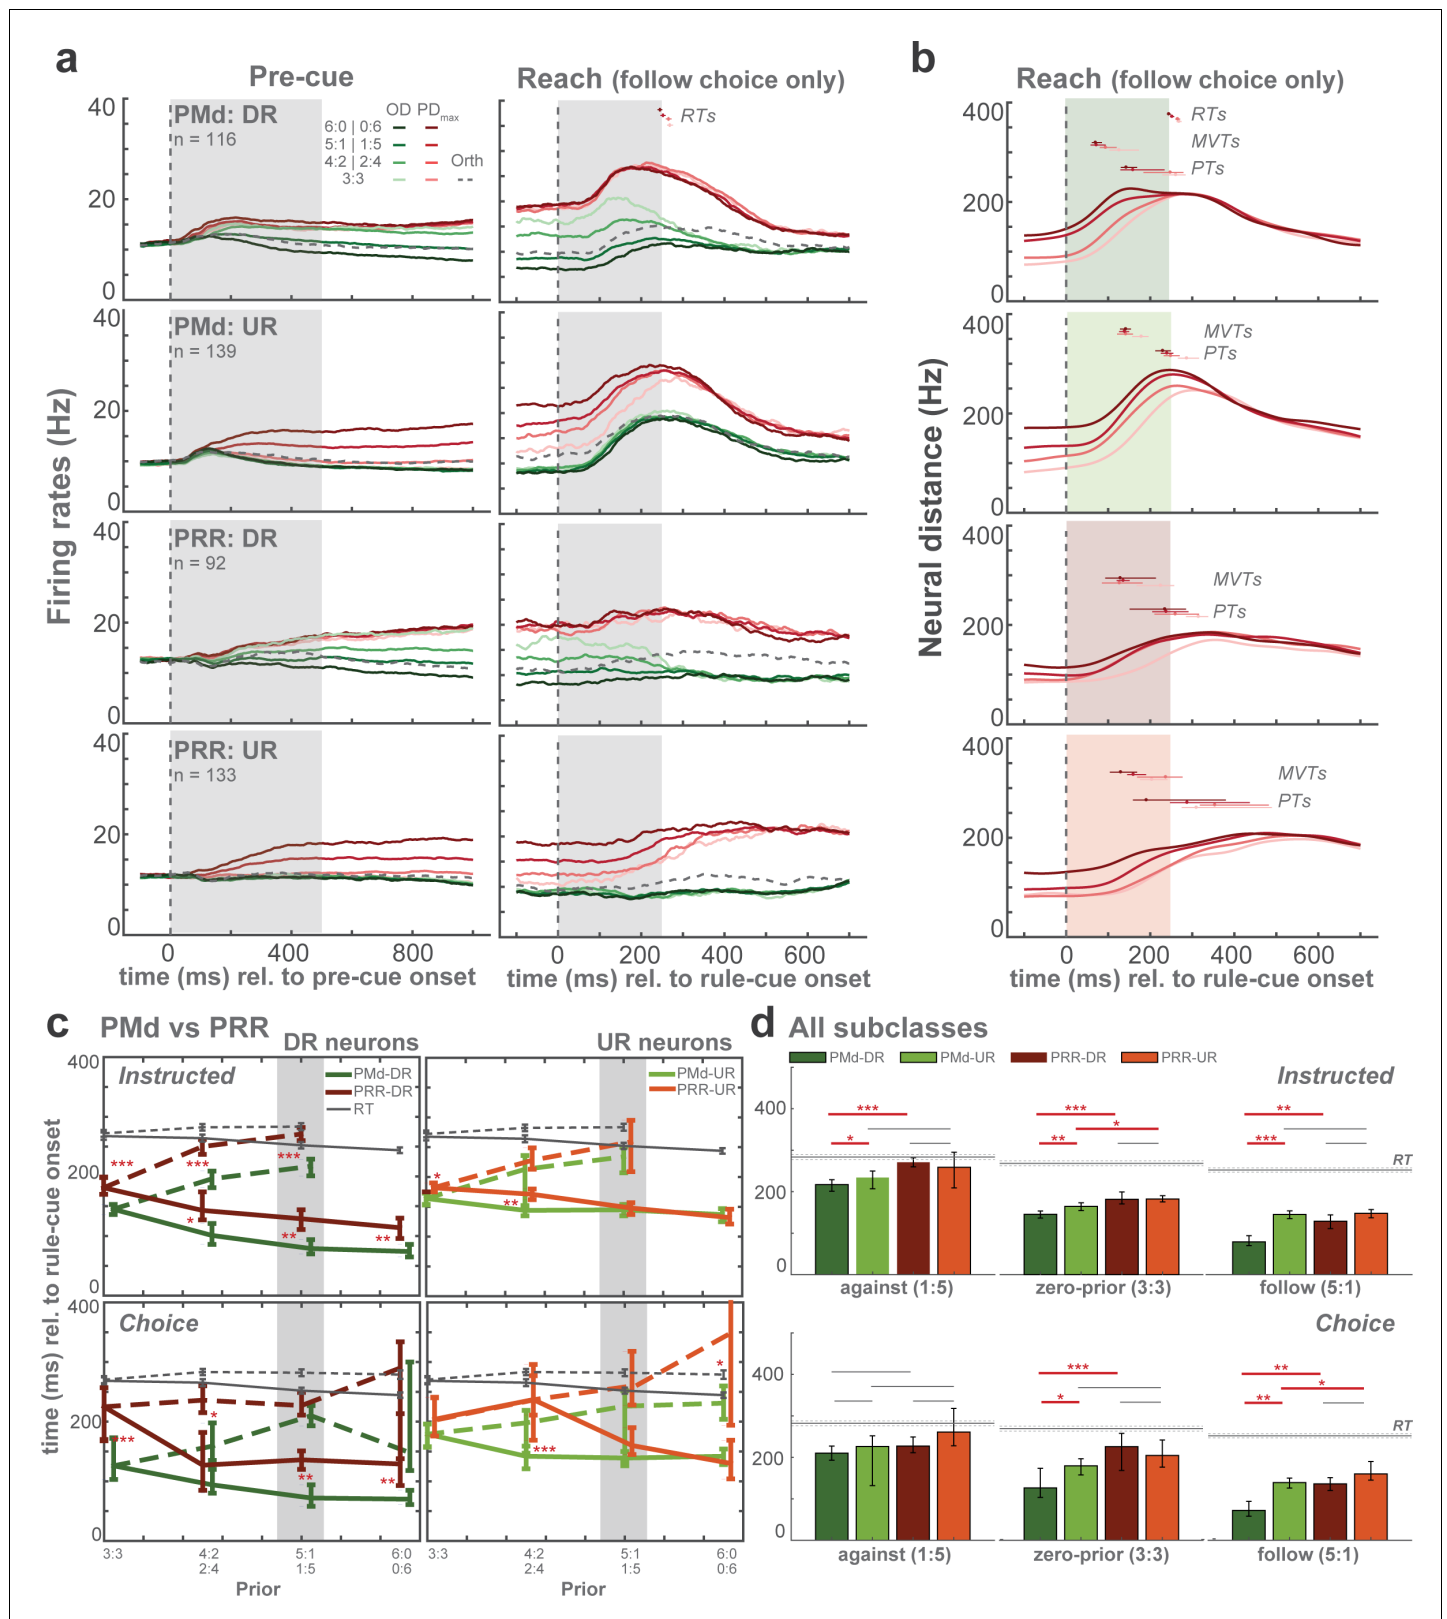 a
Pre-cue
Reach (follow choice only)
b
Reach (follow choice only)
Firing rates (Hz)
Neural distance (Hz)
PMd: DR
n = 116
OD PDmax
6:0 | 0:6
5:1 | 1:5
4:2 | 2:4
3:3
Orth
40
20
0
RTs
400
200
0
RTs
MVTs
PTs
PMd: UR
n = 139
40
20
0
400
200
0
MVTs
PTs
PRR: DR
n = 92
40
20
0
400
200
0
MVTs
PTs
PRR: UR
n = 133
40
20
0
400
200
0
MVTs
PTs
0 400 800
time (ms) rel. to pre-cue onset
0 200 400 600
time (ms) rel. to rule-cue onset
0 200 400 600
time (ms) rel. to rule-cue onset
c PMd vs PRR
DR neurons
UR neurons
time (ms) rel. to rule-cue onset
400
200
0
Instructed
PMd-DR
PRR-DR
RT
***
***
***
*
**
**
PMd-UR
PRR-UR
*
**
400
200
0
Choice
**
*
**
**
***
*
3:3 4:2 5:1 6:0
2:4 1:5 0:6
Prior
3:3 4:2 5:1 6:0
2:4 1:5 0:6
Prior
d All subclasses
PMd-DR PMd-UR PRR-DR PRR-UR
Instructed
400
200
0
***
*
***
*
**
**
***
RT
against (1:5) zero-prior (3:3) follow (5:1)
Choice
400
200
0
***
*
**
*
**
RT
against (1:5) zero-prior (3:3) follow (5:1)